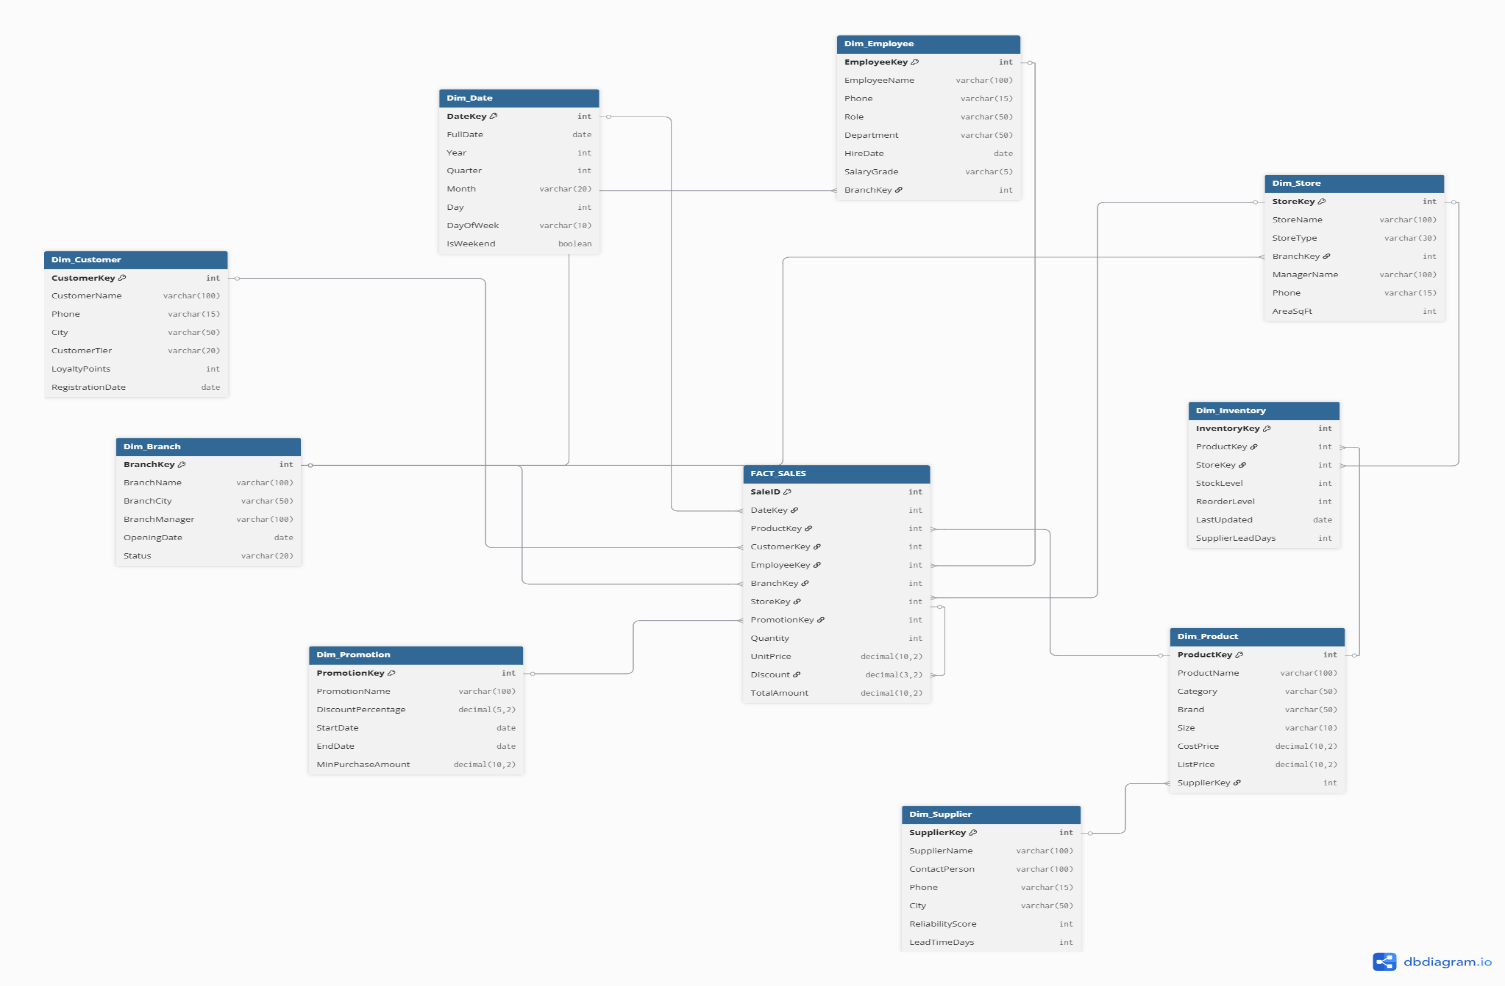 Dim_Employee
EmployeeKey int
EmployeeName varchar(100)
Phone varchar(15)
Role varchar(50)
Department varchar(50)
HireDate date
SalaryGrade varchar(5)
BranchKey int
Dim_Date
DateKey int
FullDate date
Year int
Quarter int
Month varchar(20)
Day int
DayOfWeek varchar(10)
IsWeekend boolean
Dim_Store
StoreKey int
StoreName varchar(100)
StoreType varchar(30)
BranchKey int
ManagerName varchar(100)
Phone varchar(15)
AreaSqFt int
Dim_Customer
CustomerKey int
CustomerName varchar(100)
Phone varchar(15)
City varchar(50)
CustomerTier varchar(20)
LoyaltyPoints int
RegistrationDate date
Dim_Inventory
InventoryKey int
ProductKey int
StoreKey int
StockLevel int
ReorderLevel int
LastUpdated date
SupplierLeadDays int
Dim_Branch
BranchKey int
BranchName varchar(100)
BranchCity varchar(50)
BranchManager varchar(100)
OpeningDate date
Status varchar(20)
FACT_SALES
SaleID int
DateKey int
ProductKey int
CustomerKey int
EmployeeKey int
BranchKey int
StoreKey int
PromotionKey int
Quantity int
UnitPrice decimal(10,2)
Discount decimal(3,2)
TotalAmount decimal(10,2)
Dim_Promotion
PromotionKey int
PromotionName varchar(100)
DiscountPercentage decimal(5,2)
StartDate date
EndDate date
MinPurchaseAmount decimal(10,2)
Dim_Product
ProductKey int
ProductName varchar(100)
Category varchar(50)
Brand varchar(50)
Size varchar(10)
CostPrice decimal(10,2)
ListPrice decimal(10,2)
SupplierKey int
Dim_Supplier
SupplierKey int
SupplierName varchar(100)
ContactPerson varchar(100)
Phone varchar(15)
City varchar(50)
ReliabilityScore int
LeadTimeDays int
dbdiagram.io